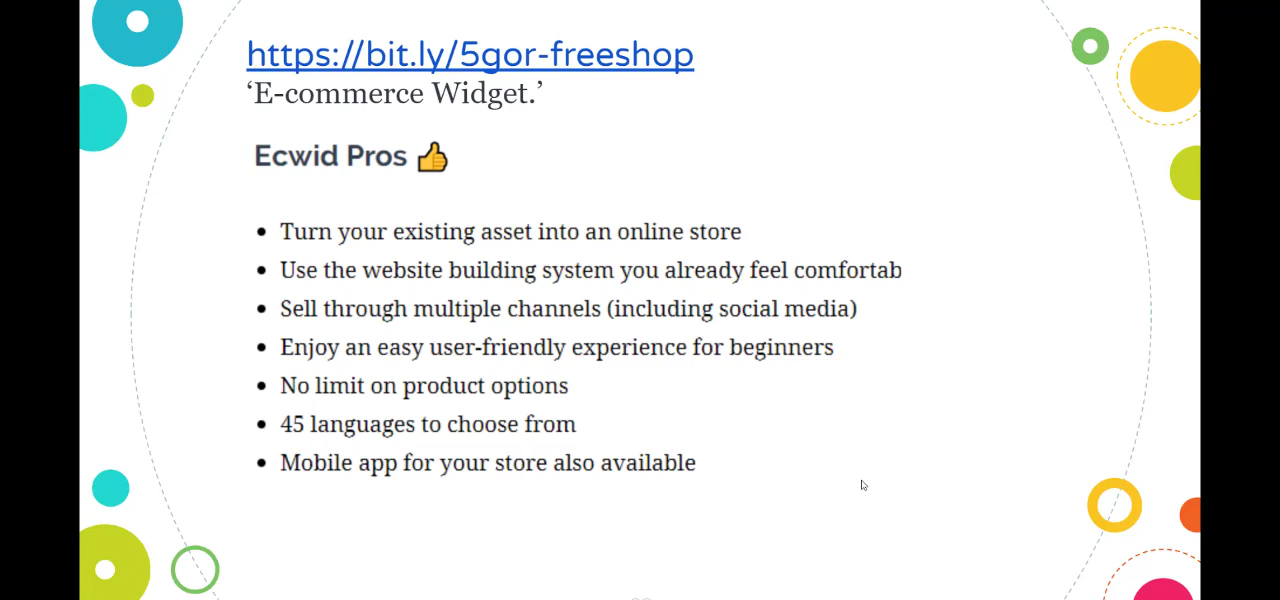 https://bit.ly/5gor-freeshop
‘E-commerce Widget.’
Ecwid Pros 👍
• Turn your existing asset into an online store
• Use the website building system you already feel comfortab
• Sell through multiple channels (including social media)
• Enjoy an easy user-friendly experience for beginners
• No limit on product options
• 45 languages to choose from
• Mobile app for your store also available